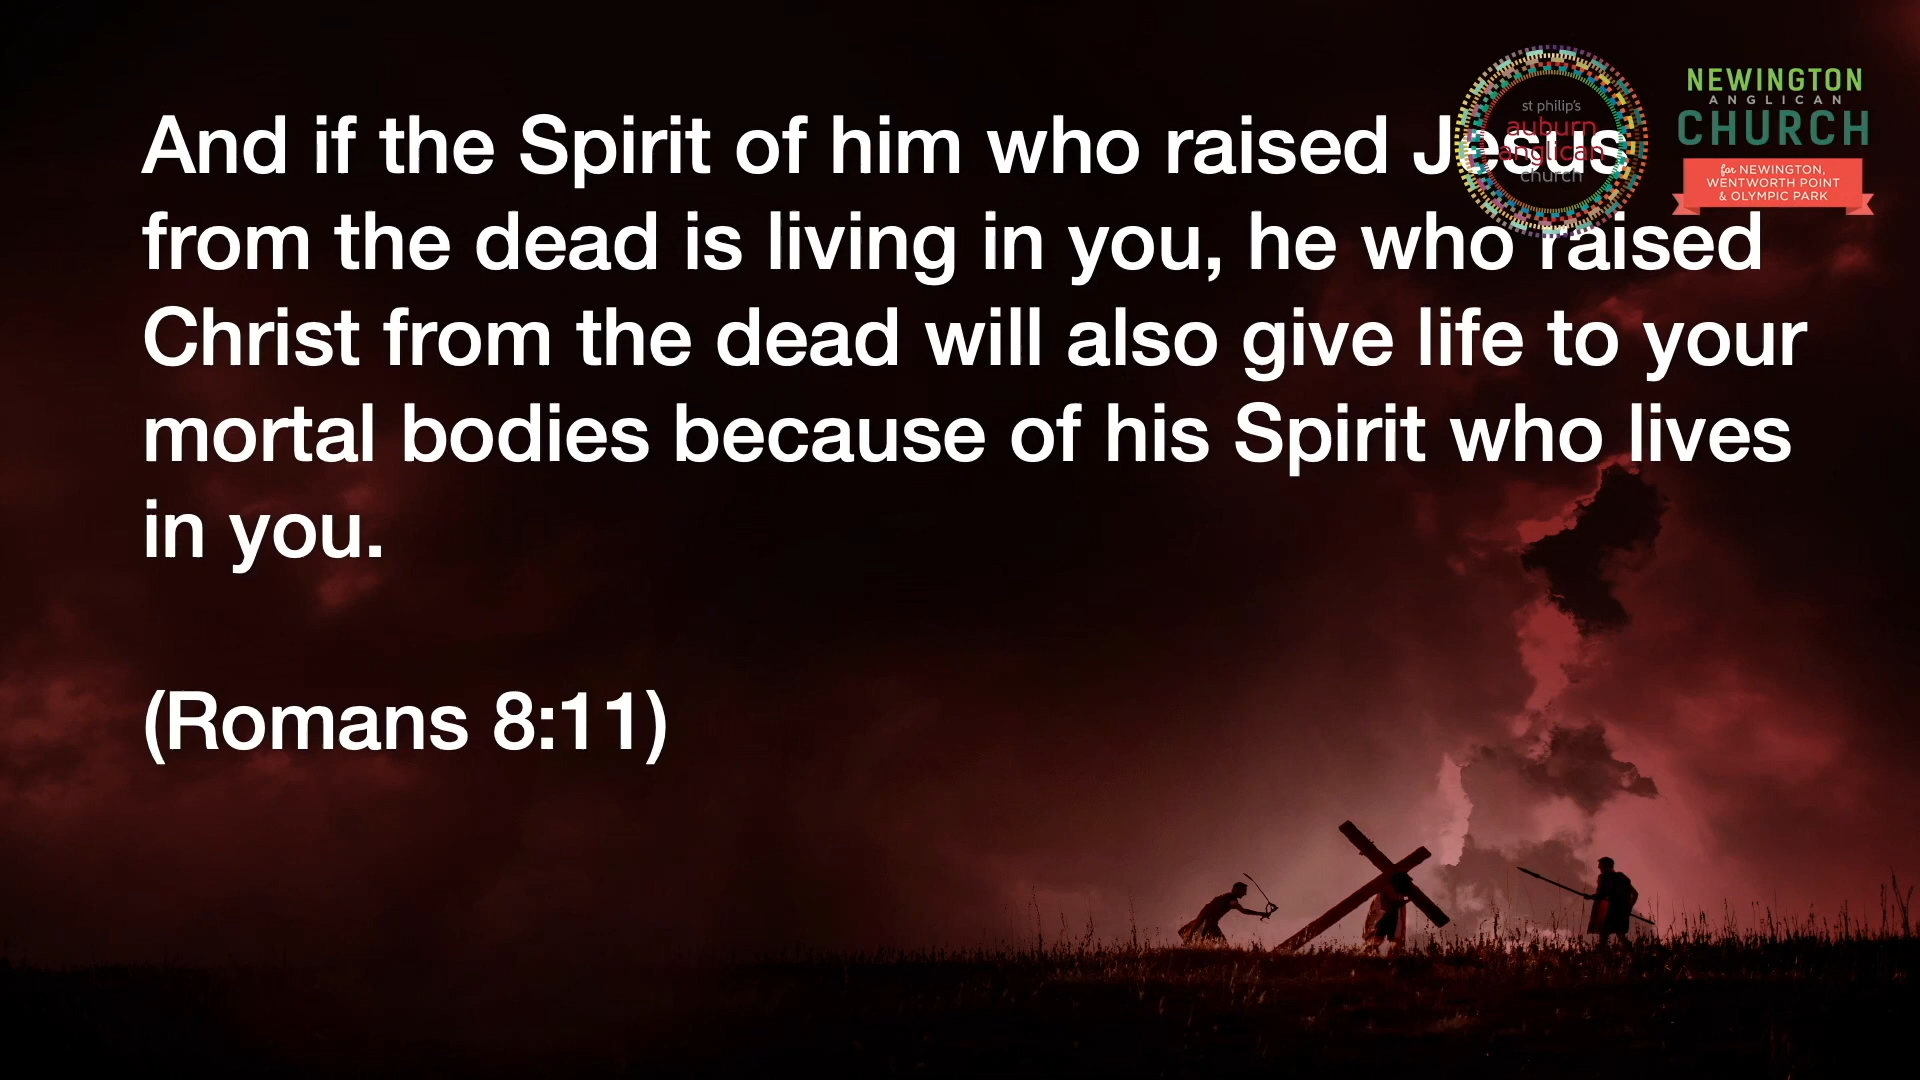 And if the Spirit of him who raised Jesus
from the dead is living in you, he who raised
Christ from the dead will also give life to your
mortal bodies because of his Spirit who lives
in you.
(Romans 8:11)
st philip's
auburn
anglican
church
NEWINGTON
ANGLICAN
CHURCH
for NEWINGTON,
WENTWORTH POINT
& OLYMPIC PARK